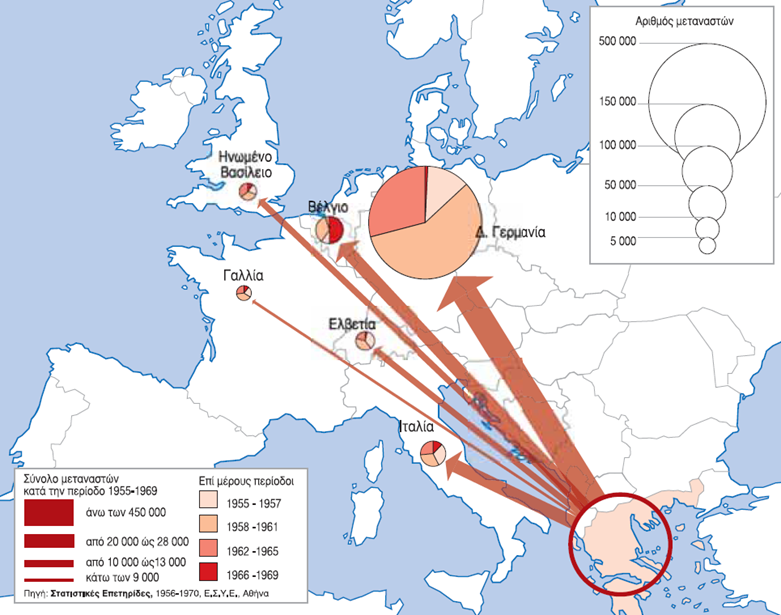 Αριθμός μεταναστών
500 000
150 000
100 000
50 000
10 000
5 000
Ηνωμένο
Βασίλειο
Βέλγιο
Δ. Γερμανία
Γαλλία
Ελβετία
Ιταλία
Σύνολο μεταναστών
κατά την περίοδο 1955-1969
άνω των 450 000
από 20 000 ώς 28 000
από 10 000 ώς13 000
κάτω των 9 000
Επί μέρους περίοδοι
1955 - 1957
1958 -1961
1962 -1965
1966 -1969
Πηγή: Στατιστικές Επετηρίδες, 1956-1970, Ε.Σ.Υ.Ε., Αθήνα